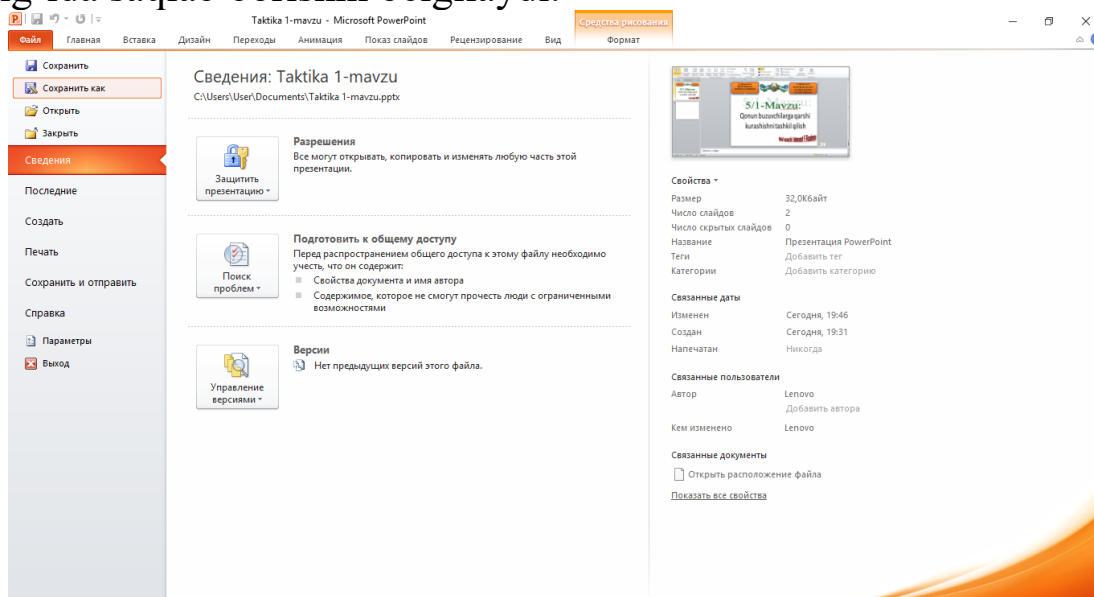 Taktika 1-mavzu - Microsoft PowerPoint
Средства рисования
Файл Главная Вставка Дизайн Переходы Анимация Показ слайдов Рецензирование Вид Формат
Сохранить
Сохранить как
Открыть
Закрыть
Сведения
Последние
Создать
Печать
Сохранить и отправить
Справка
Параметры
Выход
Сведения: Taktika 1-mavzu
C:\Users\User\Documents\Taktika 1-mavzu.pptx
Защитить
презентацию
Разрешения
Все могут открывать, копировать и изменять любую часть этой
презентации.
Поиск
проблем
Подготовить к общему доступу
Перед распространением общего доступа к этому файлу необходимо
учесть, что он содержит:
Свойства документа и имя автора
Содержимое, которое не смогут прочесть люди с ограниченными
возможностями
Управление
версиями
Версии
Нет предыдущих версий этого файла.
5/1-Mavzu:
Qonun buzuvchilarga qarshi
kurashishni tashkil qilish
Свойства
Размер 32,0Кбайт
Число слайдов 2
Число скрытых слайдов 0
Название Презентация PowerPoint
Теги Добавить тег
Категории Добавить категорию
Связанные даты
Изменен Сегодня, 19:46
Создан Сегодня, 19:31
Напечатан Никогда
Связанные пользователи
Автор Lenovo
Добавить автора
Кем изменено Lenovo
Связанные документы
Открыть расположение файла
Показать все свойства